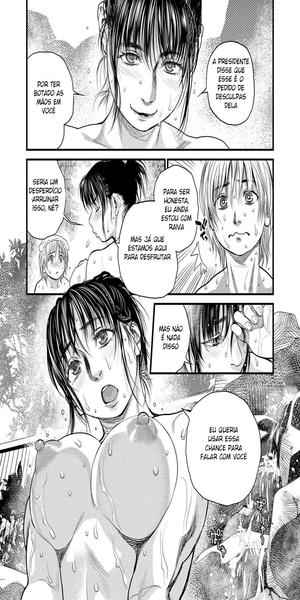 A PRESIDENTE
DISSE QUE ESSE
É O PEDIDO DE
DESCULPAS
DELA
POR TER
BOTADO AS
MÃOS EM
VOCÊ
PARA SER
HONESTA,
EU AINDA
ESTOU COM
RAIVA
MAS JÁ QUE
ESTAMOS AQUI
PARA DESFRUTAR
SERIA UM
DESPERDÍCIO
ARRUINAR
ISSO, NÉ?
MAS NÃO
É NADA
DISSO
EU QUERIA
USAR ESSA
CHANCE PARA
FALAR COM VOCÊ